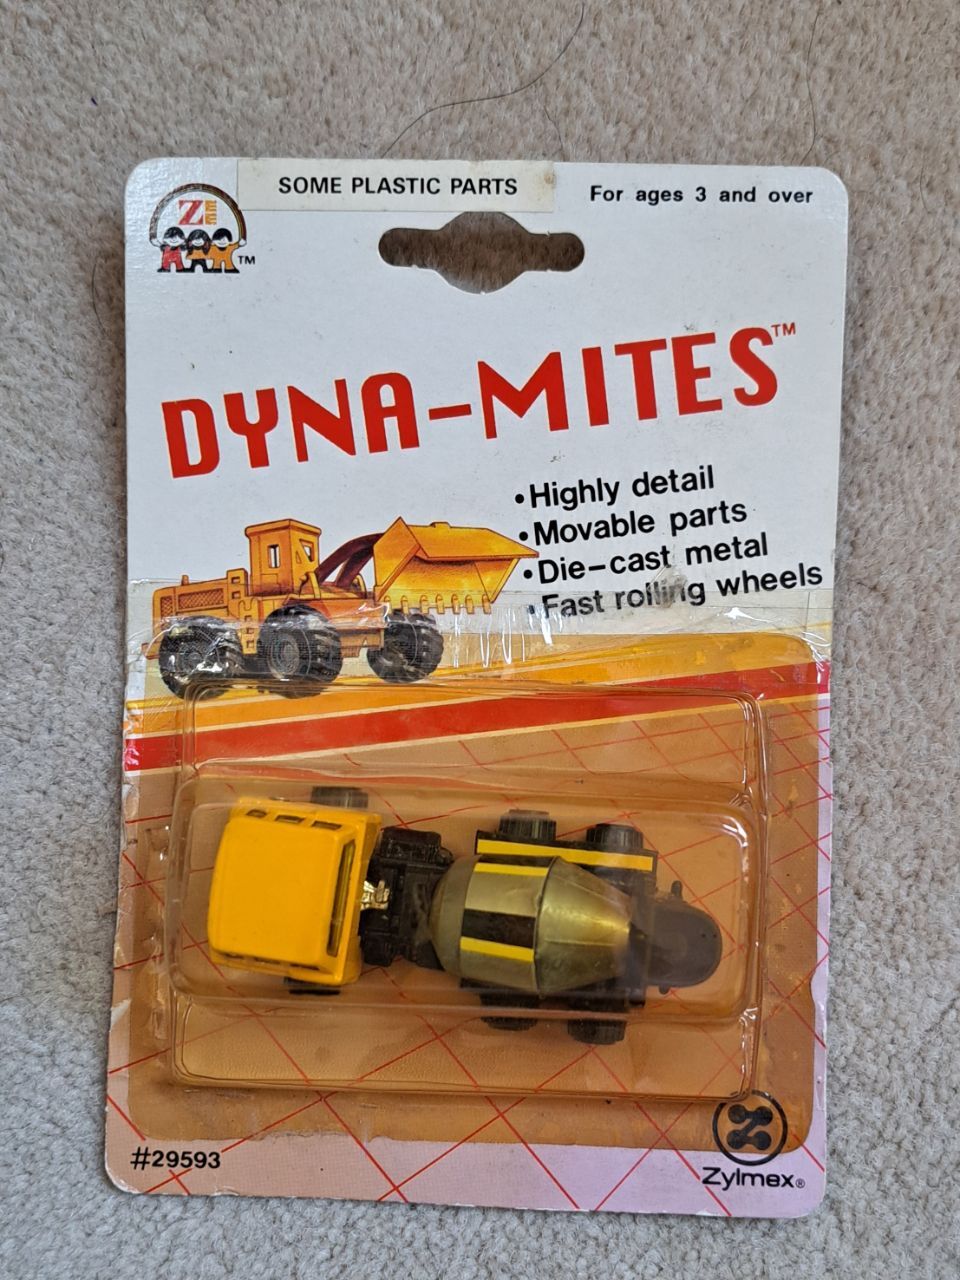 SOME PLASTIC PARTS
For ages 3 and over
Z
TM
DYNA-MITES™
•Highly detail
•Movable parts
•Die-cast metal
•Fast rolling wheels
#29593
Zylmex®